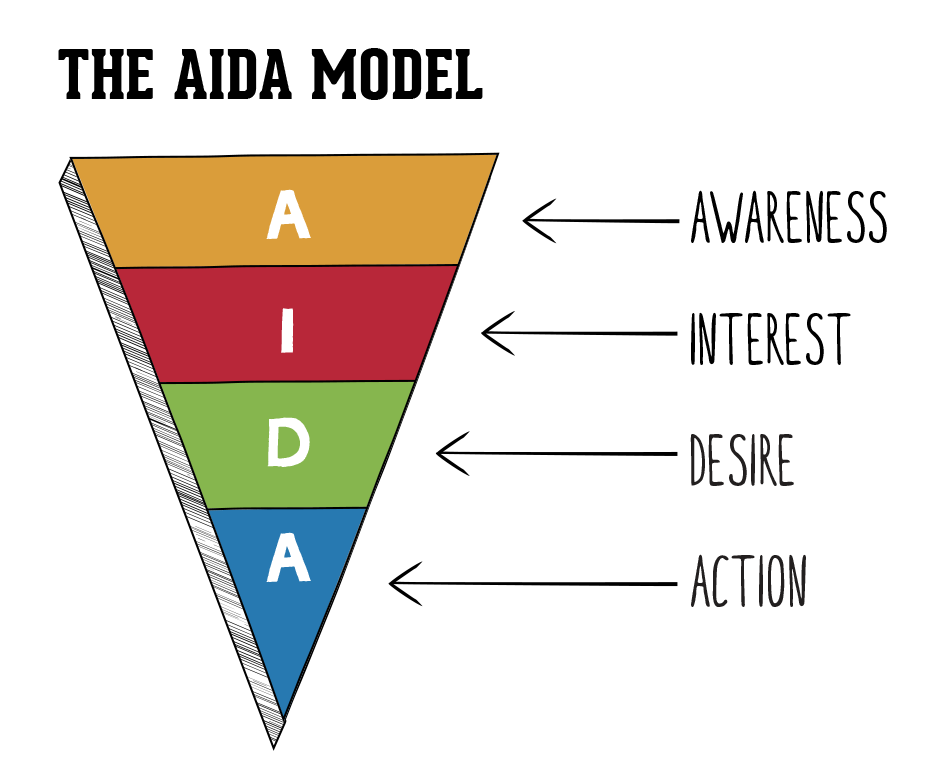 THE AIDA MODEL
A
AWARENESS
I
INTEREST
D
DESIRE
A
ACTION